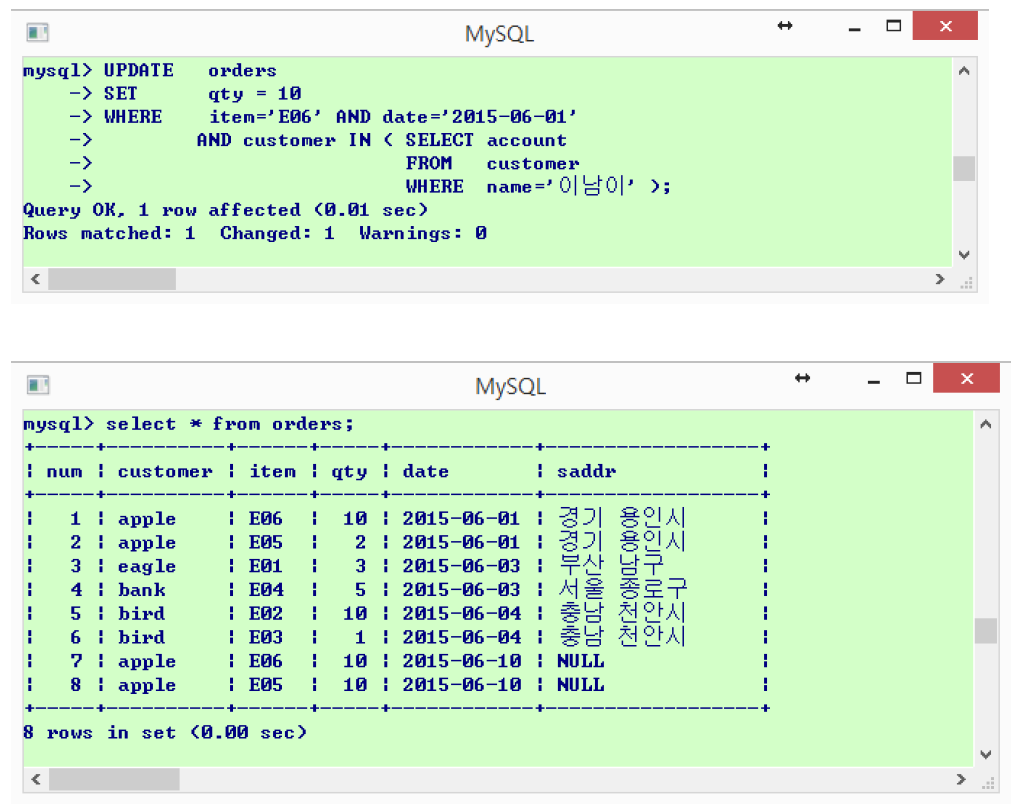 MySQL
mysql> UPDATE   orders
    -> SET      qty = 10
    -> WHERE    item='E06' AND date='2015-06-01'
    ->          AND customer IN ( SELECT account
    ->                            FROM   customer
    ->                            WHERE  name='이남이' );
Query OK, 1 row affected (0.01 sec)
Rows matched: 1  Changed: 1  Warnings: 0
MySQL
mysql> select * from orders;
+-----+----------+------+-----+------------+------------------+
| num | customer | item | qty | date       | saddr            |
+-----+----------+------+-----+------------+------------------+
|   1 | apple    | E06  |  10 | 2015-06-01 | 경기 용인시      |
|   2 | apple    | E05  |   2 | 2015-06-01 | 경기 용인시      |
|   3 | eagle    | E01  |   3 | 2015-06-03 | 부산 남구        |
|   4 | bank     | E04  |   5 | 2015-06-03 | 서울 종로구      |
|   5 | bird     | E02  |  10 | 2015-06-04 | 충남 천안시      |
|   6 | bird     | E03  |   1 | 2015-06-04 | 충남 천안시      |
|   7 | apple    | E06  |  10 | 2015-06-10 | NULL             |
|   8 | apple    | E05  |  10 | 2015-06-10 | NULL             |
+-----+----------+------+-----+------------+------------------+
8 rows in set (0.00 sec)